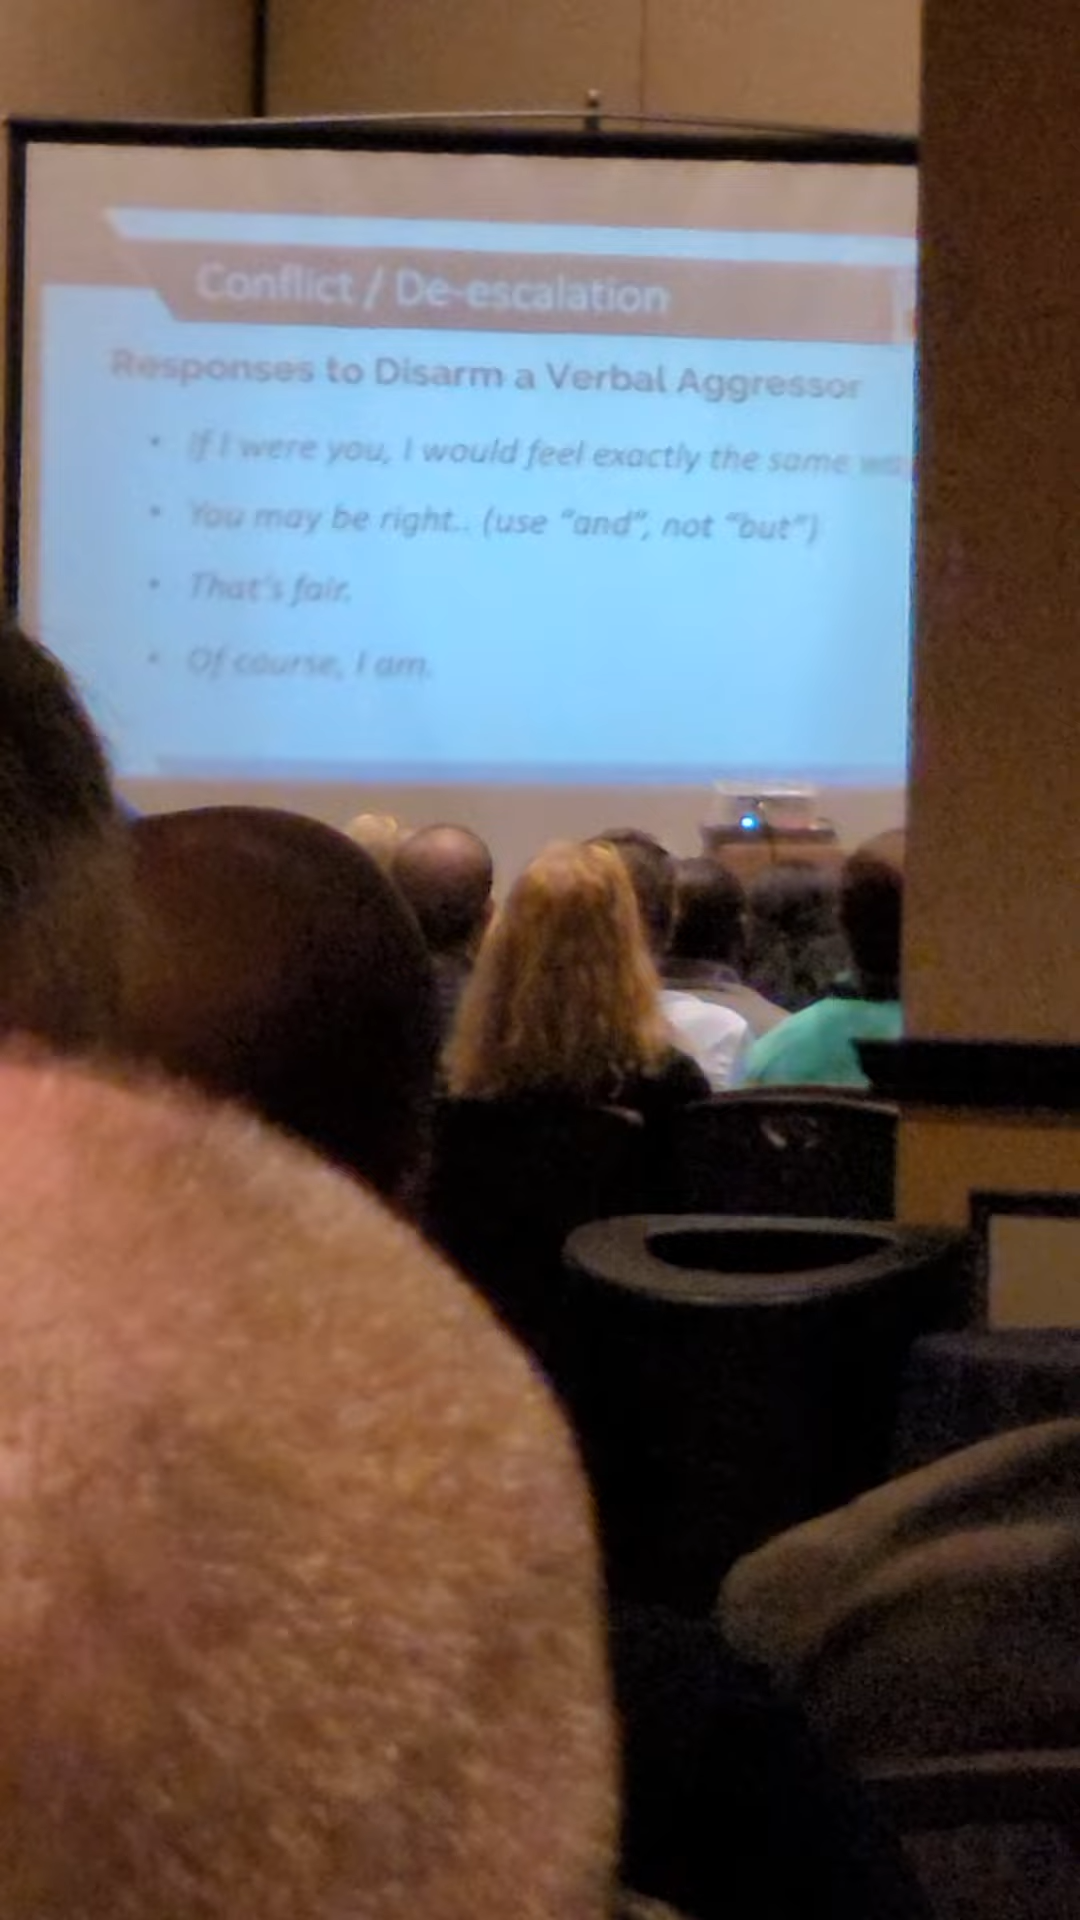 Conflict / De-escalation
Responses to Disarm a Verbal Aggressor
• If I were you, I would feel exactly the same
• You may be right.. (use “and”, not “but”)
• That's fair.
• Of course, I am.